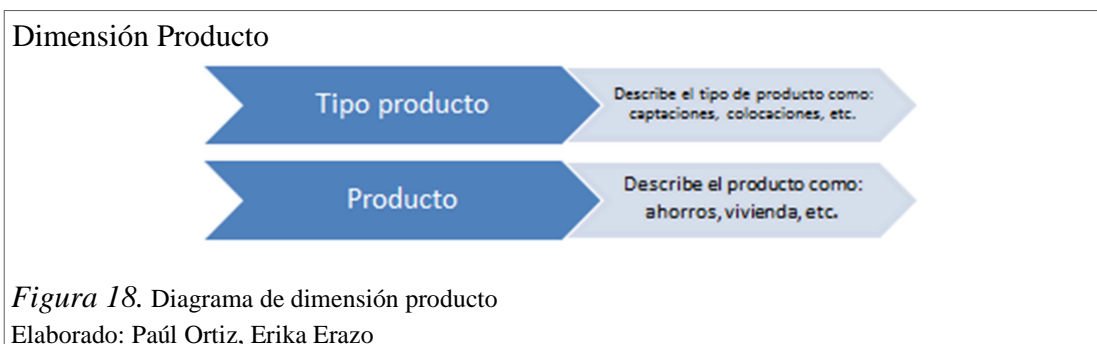 Dimensión Producto
Tipo producto
Describe el tipo de producto como:
captaciones, colocaciones, etc.
Producto
Describe el producto como:
ahorros, vivienda, etc.
Figura 18. Diagrama de dimensión producto
Elaborado: Paúl Ortiz, Erika Erazo